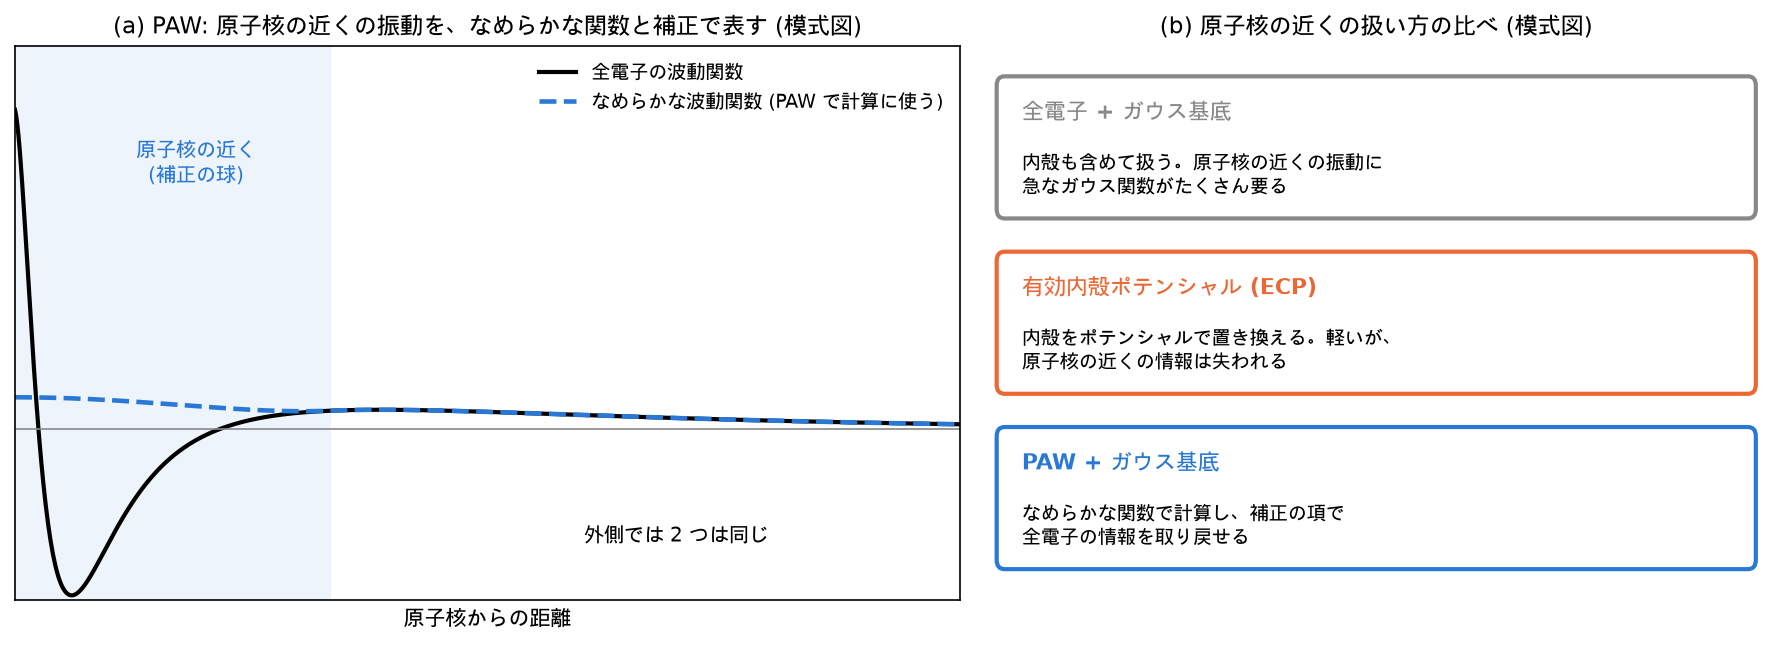 (a) PAW: 原子核の近くの振動を、なめらかな関数と補正で表す (模式図)
全電子の波動関数
なめらかな波動関数 (PAW で計算に使う)
原子核の近く
(補正の球)
外側では 2 つは同じ
原子核からの距離
(b) 原子核の近くの扱い方の比べ (模式図)
全電子 + ガウス基底
内殻も含めて扱う。原子核の近くの振動に
急なガウス関数がたくさん要る
有効内殻ポテンシャル (ECP)
内殻をポテンシャルで置き換える。軽いが、
原子核の近くの情報は失われる
PAW + ガウス基底
なめらかな関数で計算し、補正の項で
全電子の情報を取り戻せる